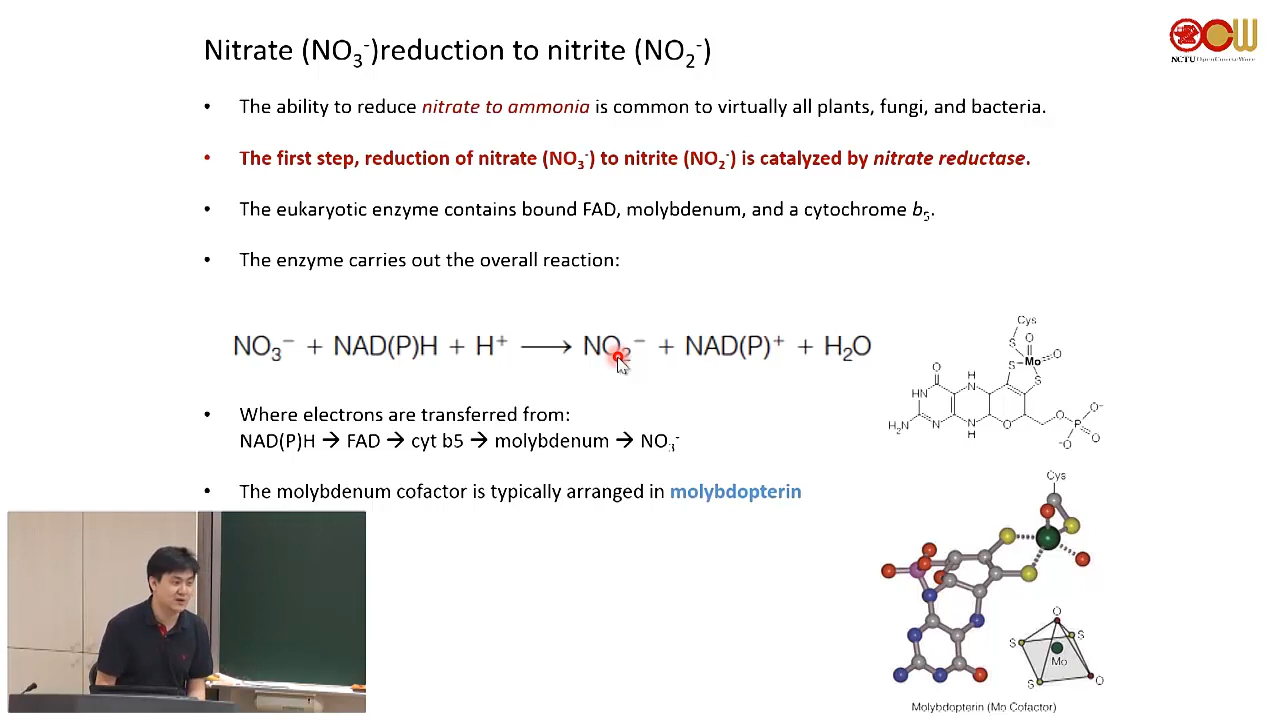 Nitrate (NO₃⁻)reduction to nitrite (NO₂⁻)
NCTU OpenCourseWare
• The ability to reduce nitrate to ammonia is common to virtually all plants, fungi, and bacteria.
• The first step, reduction of nitrate (NO₃⁻) to nitrite (NO₂⁻) is catalyzed by nitrate reductase.
• The eukaryotic enzyme contains bound FAD, molybdenum, and a cytochrome b₅.
• The enzyme carries out the overall reaction:
NO₃⁻ + NAD(P)H + H⁺ ⟶ NO₂⁻ + NAD(P)⁺ + H₂O
• Where electrons are transferred from:
NAD(P)H → FAD → cyt b5 → molybdenum → NO₃⁻
• The molybdenum cofactor is typically arranged in molybdopterin
Cys
S O
S Mo O
O H S
HN
H₂N N N O O P O⁻
H ⁻O O
Cys
O
S S
Mo
S O
Molybdopterin (Mo Cofactor)